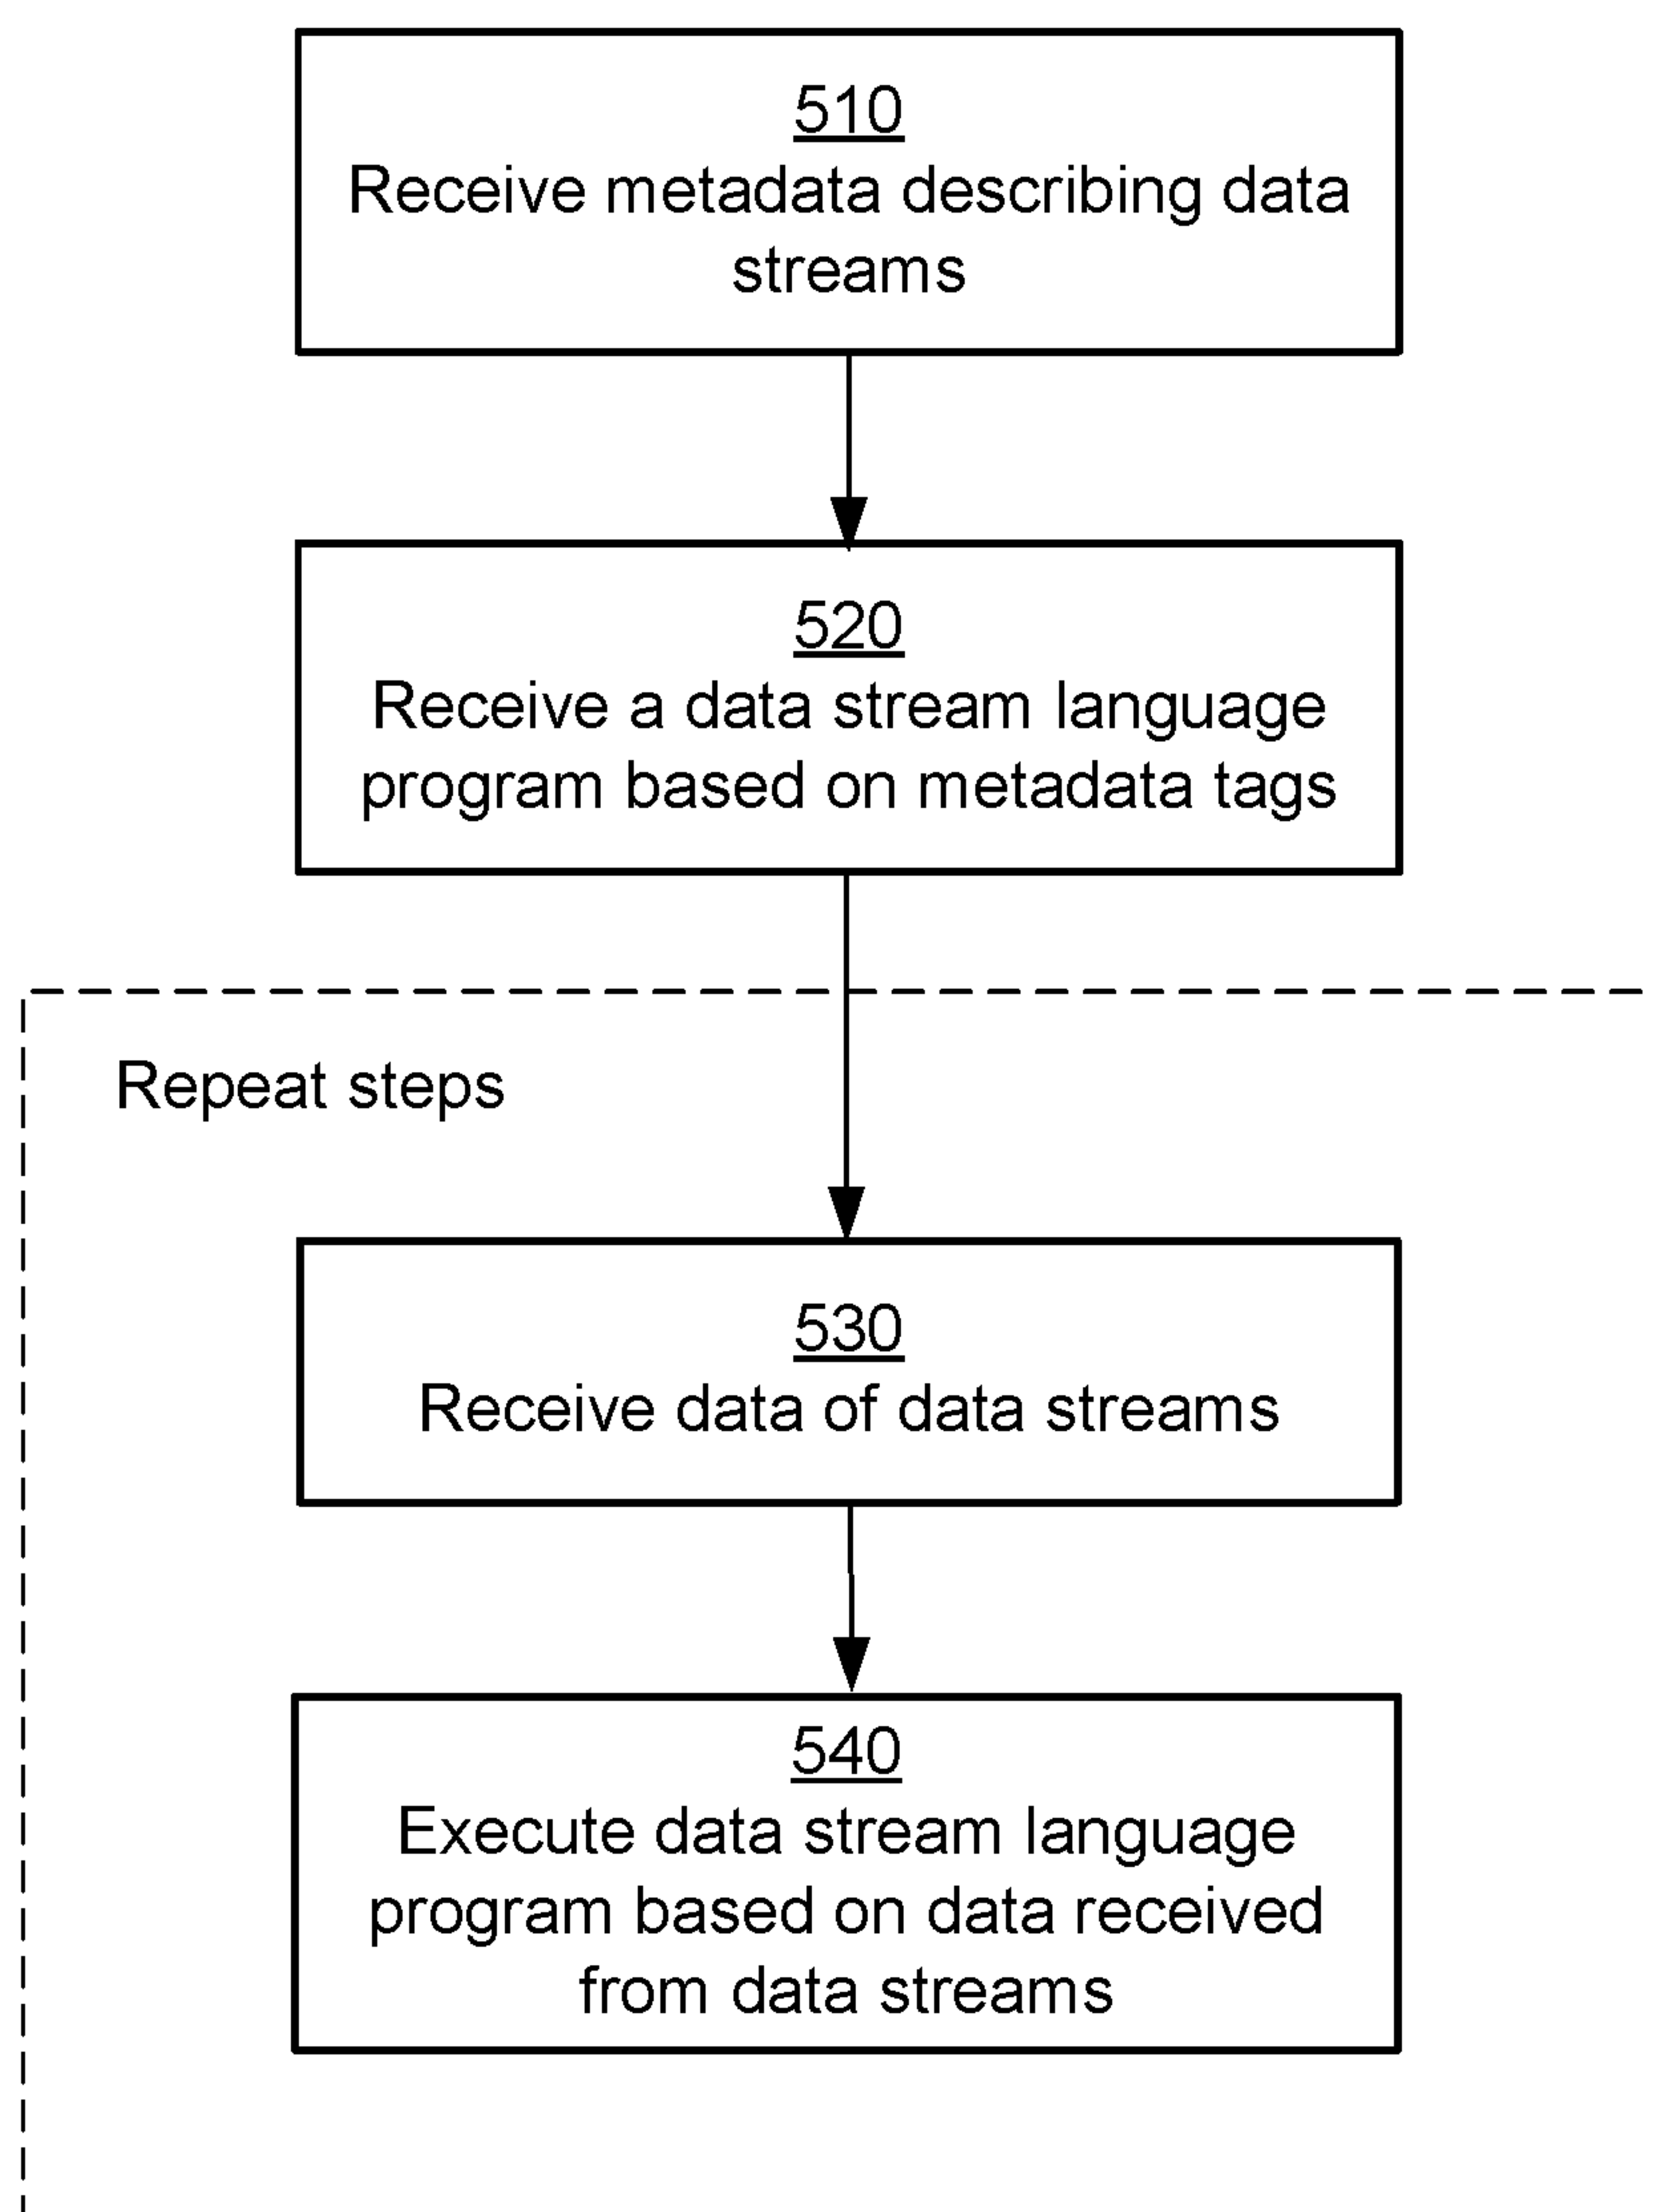 510
Receive metadata describing data
streams
520
Receive a data stream language
program based on metadata tags
Repeat steps
530
Receive data of data streams
540
Execute data stream language
program based on data received
from data streams